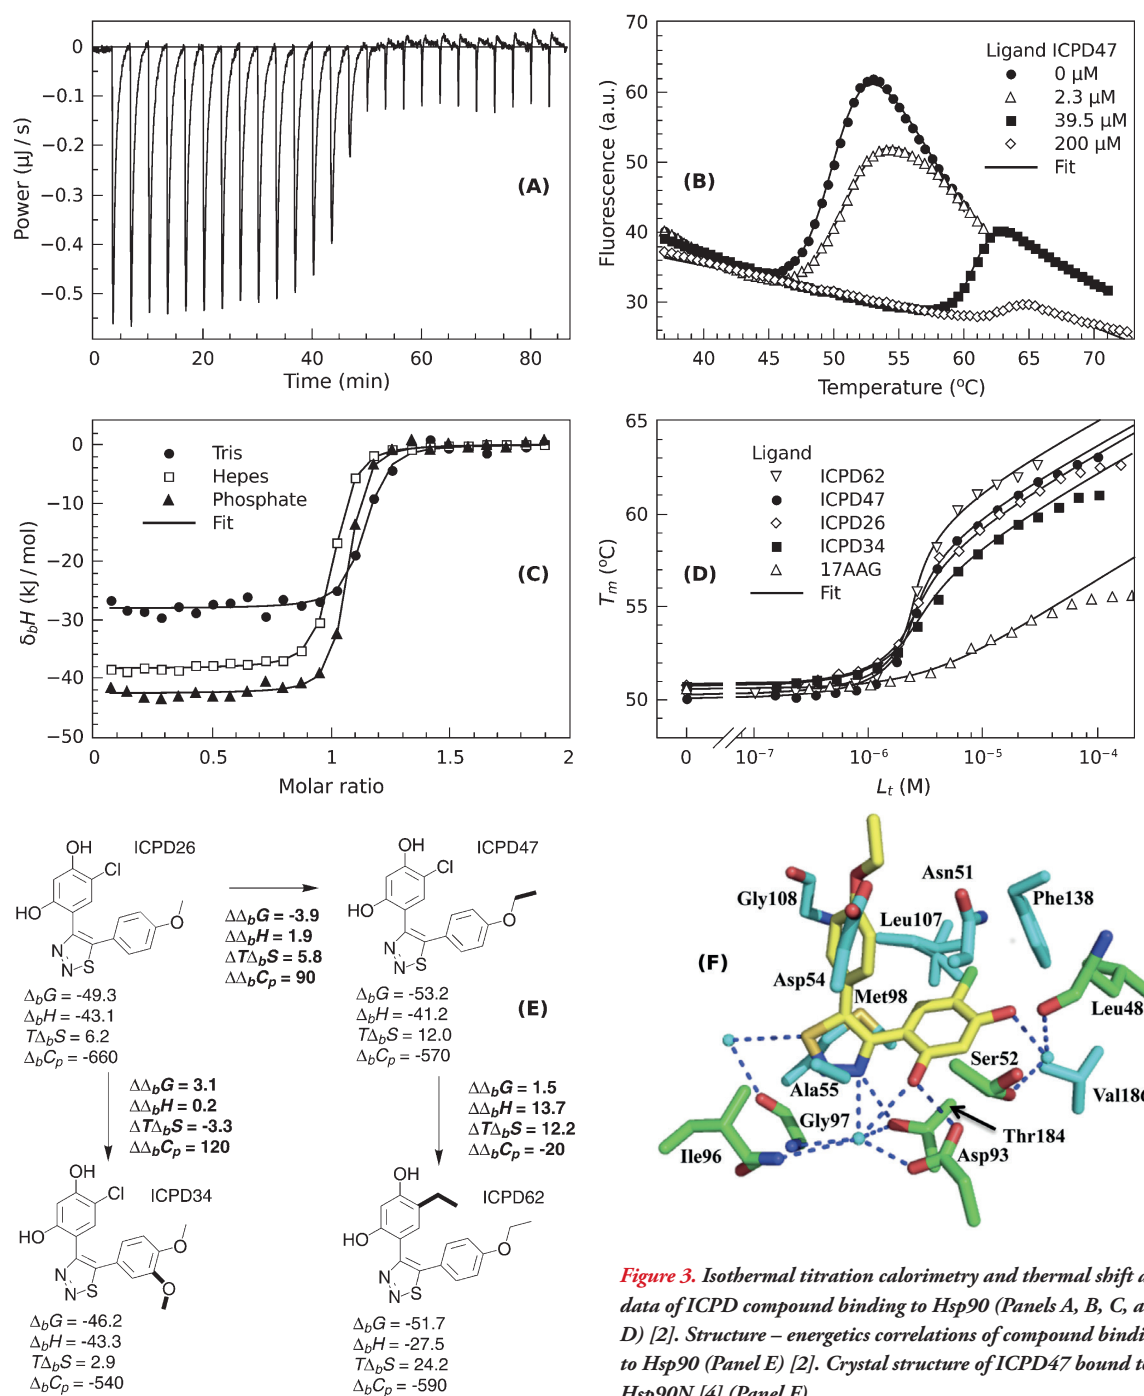 0
−0.1
−0.2
−0.3
−0.4
−0.5
Power (µJ / s)
(A)
0 20 40 60 80
Time (min)
70
60
50
40
30
Fluorescence (a.u.)
Ligand ICPD47
0 µM
2.3 µM
39.5 µM
200 µM
Fit
(B)
40 45 50 55 60 65 70
Temperature (°C)
0
−10
−20
−30
−40
−50
δbH (kJ / mol)
Tris
Hepes
Phosphate
Fit
(C)
0 0.5 1 1.5 2
Molar ratio
65
60
55
50
Tm (°C)
Ligand
ICPD62
ICPD47
ICPD26
ICPD34
17AAG
Fit
(D)
0 10⁻⁷ 10⁻⁶ 10⁻⁵ 10⁻⁴
Lt (M)
ICPD26
OH
Cl
HO
O
N
N
S
ΔbG = -49.3
ΔbH = -43.1
TΔbS = 6.2
ΔbCp = -660
ΔΔbG = -3.9
ΔΔbH = 1.9
ΔTΔbS = 5.8
ΔΔbCp = 90
ICPD47
OH
Cl
HO
O
N
N
S
ΔbG = -53.2
ΔbH = -41.2
TΔbS = 12.0
ΔbCp = -570
(E)
ΔΔbG = 3.1
ΔΔbH = 0.2
ΔTΔbS = -3.3
ΔΔbCp = 120
ΔΔbG = 1.5
ΔΔbH = 13.7
ΔTΔbS = 12.2
ΔΔbCp = -20
ICPD34
OH
Cl
HO
O
O
N
N
S
ΔbG = -46.2
ΔbH = -43.3
TΔbS = 2.9
ΔbCp = -540
ICPD62
OH
HO
O
N
N
S
ΔbG = -51.7
ΔbH = -27.5
TΔbS = 24.2
ΔbCp = -590
(F)
Gly108
Asn51
Phe138
Leu107
Asp54
Met98
Leu48
Ser52
Ala55
Val186
Gly97
Thr184
Ile96
Asp93
Figure 3. Isothermal titration calorimetry and thermal shift
data of ICPD compound binding to Hsp90 (Panels A, B, C,
D) [2]. Structure – energetics correlations of compound binding
to Hsp90 (Panel E) [2]. Crystal structure of ICPD47 bound to
Hsp90N [4] (Panel F)